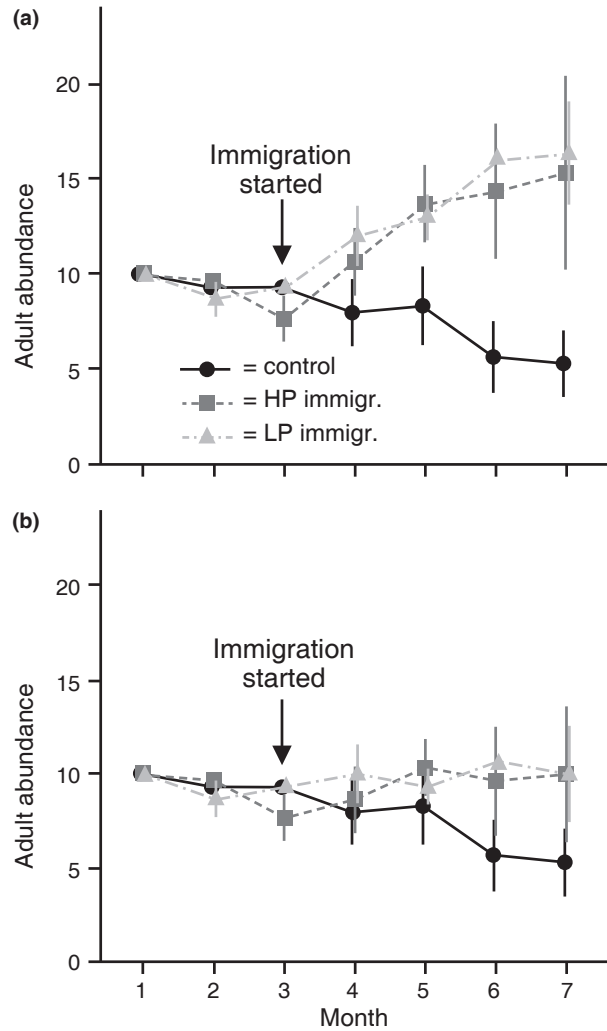 (a)
20
15
10
5
0
Adult abundance
Immigration
started
= control
= HP immigr.
= LP immigr.
(b)
20
15
10
5
0
Adult abundance
Immigration
started
1 2 3 4 5 6 7
Month